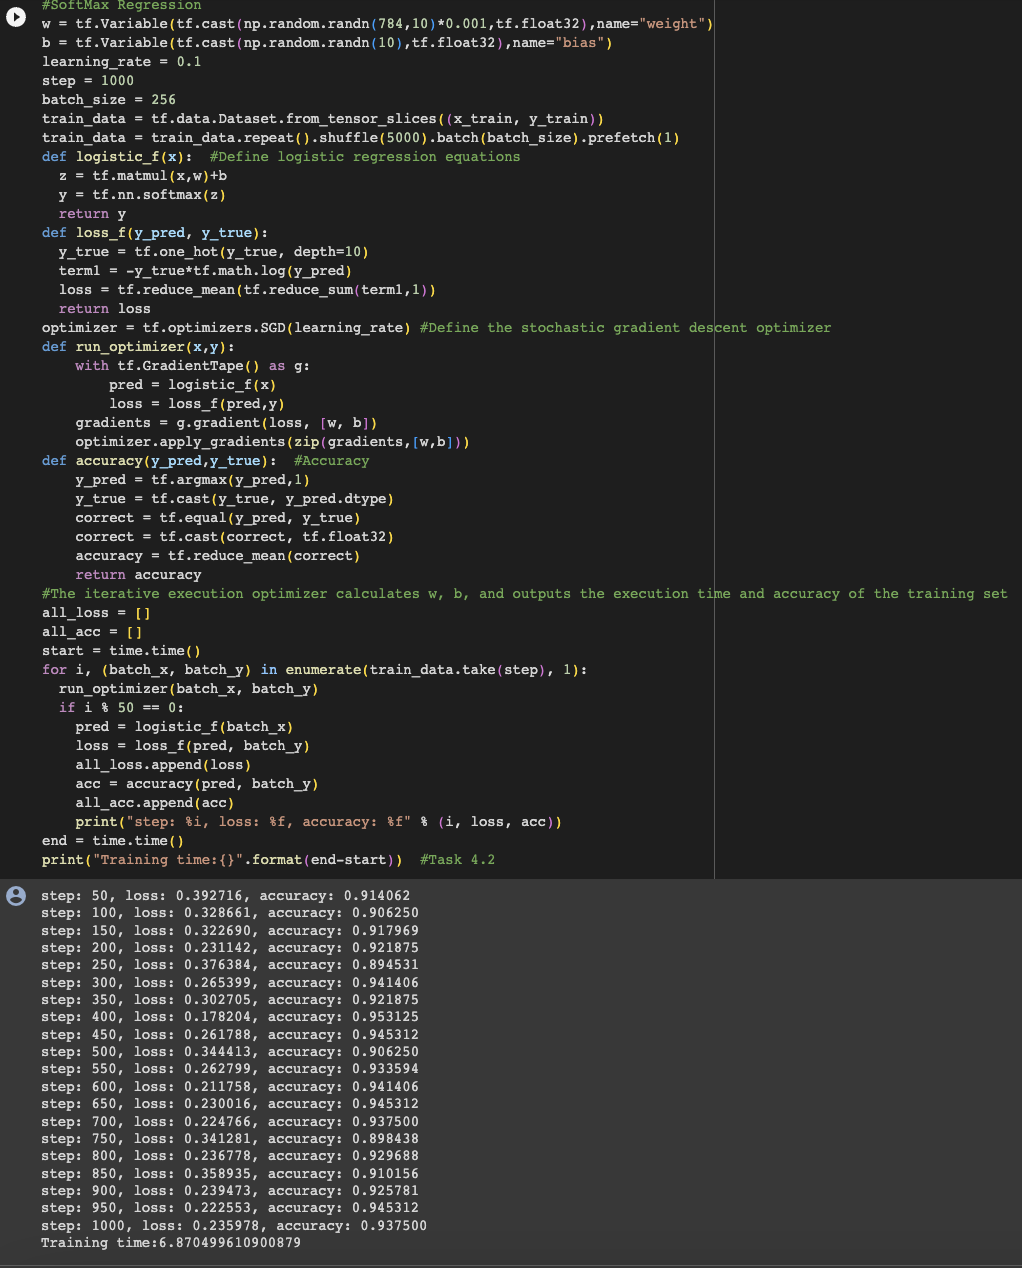 #SoftMax Regression
w = tf.Variable(tf.cast(np.random.randn(784,10)*0.001,tf.float32),name="weight")
b = tf.Variable(tf.cast(np.random.randn(10),tf.float32),name="bias")
learning_rate = 0.1
step = 1000
batch_size = 256
train_data = tf.data.Dataset.from_tensor_slices((x_train, y_train))
train_data = train_data.repeat().shuffle(5000).batch(batch_size).prefetch(1)
def logistic_f(x):  #Define logistic regression equations
  z = tf.matmul(x,w)+b
  y = tf.nn.softmax(z)
  return y
def loss_f(y_pred, y_true):
  y_true = tf.one_hot(y_true, depth=10)
  term1 = -y_true*tf.math.log(y_pred)
  loss = tf.reduce_mean(tf.reduce_sum(term1,1))
  return loss
optimizer = tf.optimizers.SGD(learning_rate) #Define the stochastic gradient descent optimizer
def run_optimizer(x,y):
    with tf.GradientTape() as g:
        pred = logistic_f(x)
        loss = loss_f(pred,y)
    gradients = g.gradient(loss, [w, b])
    optimizer.apply_gradients(zip(gradients,[w,b]))
def accuracy(y_pred,y_true):  #Accuracy
    y_pred = tf.argmax(y_pred,1)
    y_true = tf.cast(y_true, y_pred.dtype)
    correct = tf.equal(y_pred, y_true)
    correct = tf.cast(correct, tf.float32)
    accuracy = tf.reduce_mean(correct)
    return accuracy
#The iterative execution optimizer calculates w, b, and outputs the execution time and accuracy of the training set
all_loss = []
all_acc = []
start = time.time()
for i, (batch_x, batch_y) in enumerate(train_data.take(step), 1):
  run_optimizer(batch_x, batch_y)
  if i % 50 == 0:
    pred = logistic_f(batch_x)
    loss = loss_f(pred, batch_y)
    all_loss.append(loss)
    acc = accuracy(pred, batch_y)
    all_acc.append(acc)
    print("step: %i, loss: %f, accuracy: %f" % (i, loss, acc))
end = time.time()
print("Training time:{}".format(end-start))  #Task 4.2
step: 50, loss: 0.392716, accuracy: 0.914062
step: 100, loss: 0.328661, accuracy: 0.906250
step: 150, loss: 0.322690, accuracy: 0.917969
step: 200, loss: 0.231142, accuracy: 0.921875
step: 250, loss: 0.376384, accuracy: 0.894531
step: 300, loss: 0.265399, accuracy: 0.941406
step: 350, loss: 0.302705, accuracy: 0.921875
step: 400, loss: 0.178204, accuracy: 0.953125
step: 450, loss: 0.261788, accuracy: 0.945312
step: 500, loss: 0.344413, accuracy: 0.906250
step: 550, loss: 0.262799, accuracy: 0.933594
step: 600, loss: 0.211758, accuracy: 0.941406
step: 650, loss: 0.230016, accuracy: 0.945312
step: 700, loss: 0.224766, accuracy: 0.937500
step: 750, loss: 0.341281, accuracy: 0.898438
step: 800, loss: 0.236778, accuracy: 0.929688
step: 850, loss: 0.358935, accuracy: 0.910156
step: 900, loss: 0.239473, accuracy: 0.925781
step: 950, loss: 0.222553, accuracy: 0.945312
step: 1000, loss: 0.235978, accuracy: 0.937500
Training time:6.870499610900879